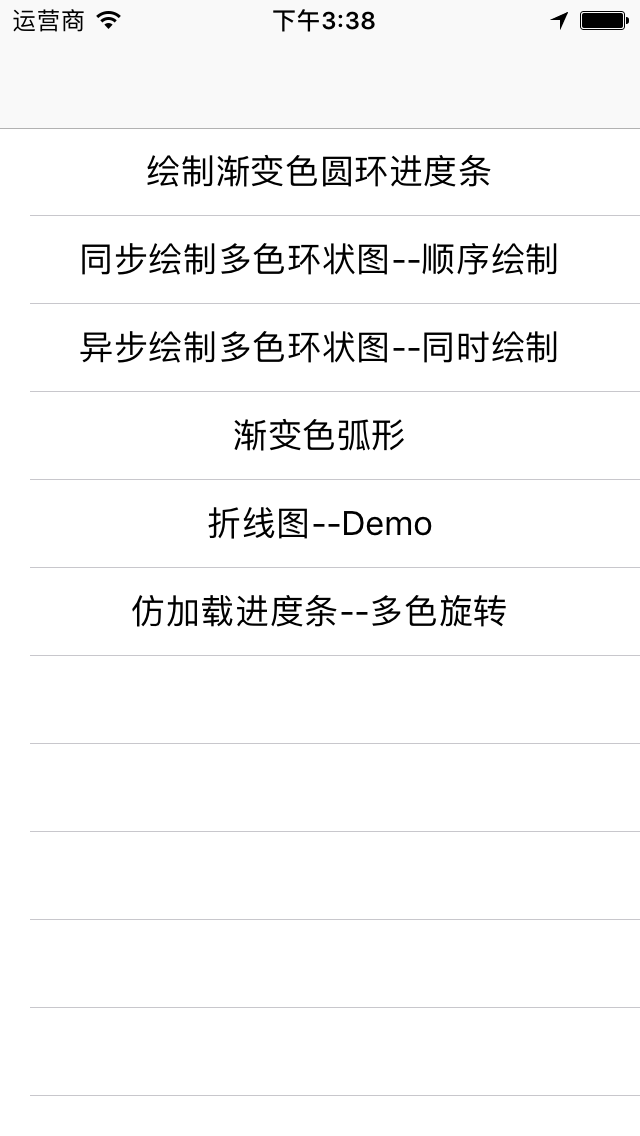 运营商 下午3:38
绘制渐变色圆环进度条
同步绘制多色环状图--顺序绘制
异步绘制多色环状图--同时绘制
渐变色弧形
折线图--Demo
仿加载进度条--多色旋转